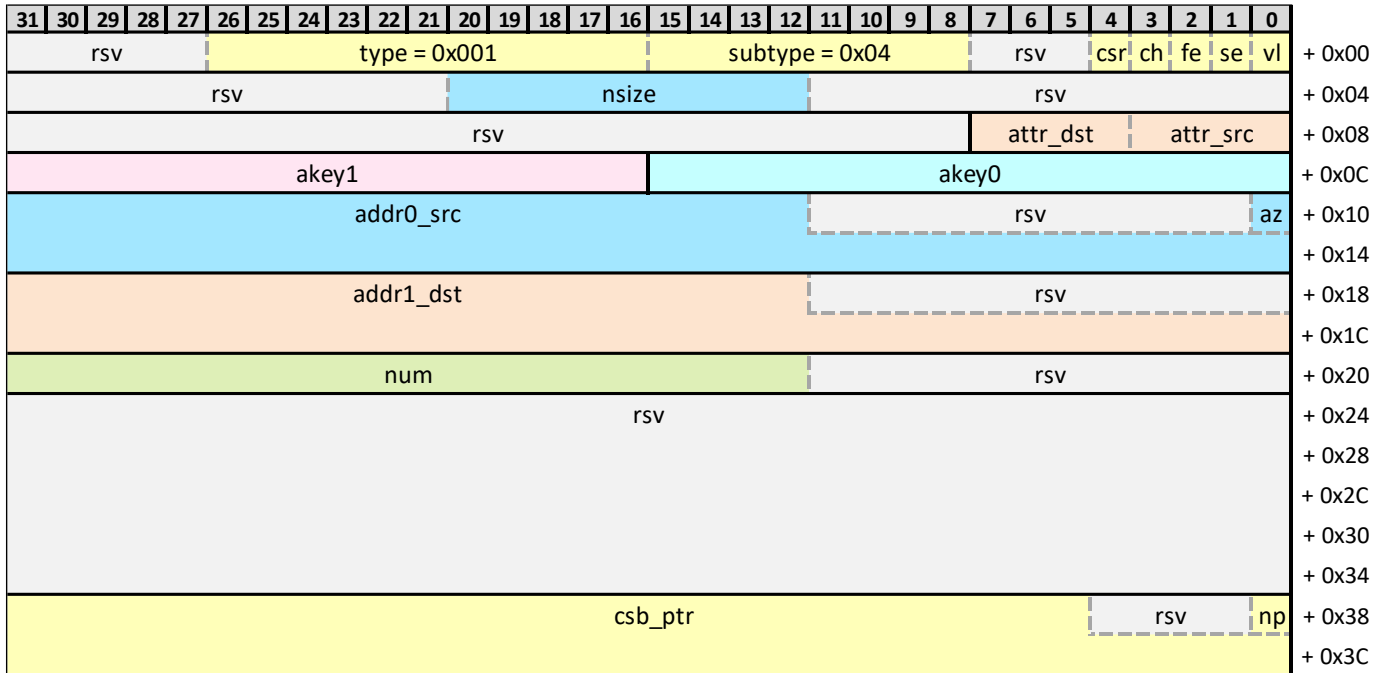 31 30 29 28 27 26 25 24 23 22 21 20 19 18 17 16 15 14 13 12 11 10 9 8 7 6 5 4 3 2 1 0
rsv type = 0x001 subtype = 0x04 rsv csr ch fe se vl + 0x00
rsv nsize rsv + 0x04
rsv attr_dst attr_src + 0x08
akey1 akey0 + 0x0C
addr0_src rsv az + 0x10
+ 0x14
addr1_dst rsv + 0x18
+ 0x1C
num rsv + 0x20
rsv + 0x24
+ 0x28
+ 0x2C
+ 0x30
+ 0x34
csb_ptr rsv np + 0x38
+ 0x3C